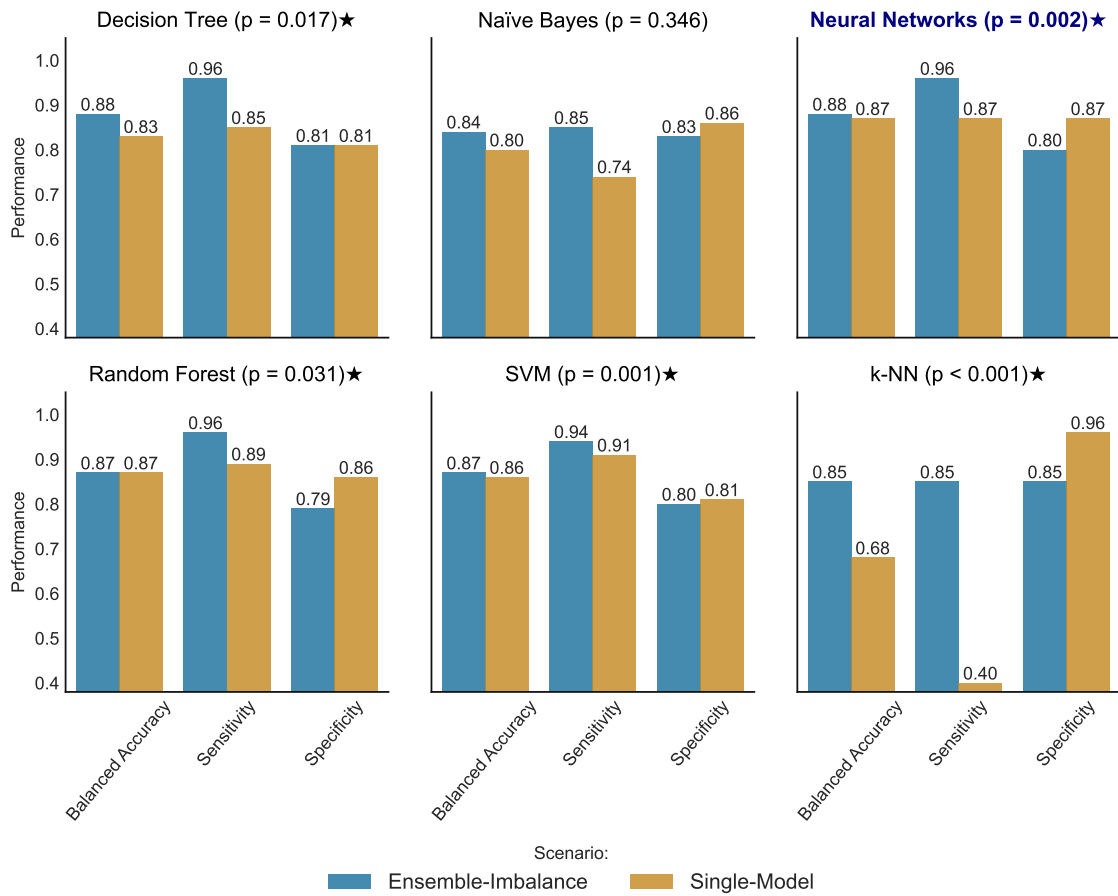 Decision Tree (p = 0.017)★
Naïve Bayes (p = 0.346)
Neural Networks (p = 0.002)★
Performance
1.0
0.9
0.8
0.7
0.6
0.5
0.4
0.88
0.83
0.96
0.85
0.81
0.81
0.84
0.80
0.85
0.74
0.83
0.86
0.88
0.87
0.96
0.87
0.80
0.87
Random Forest (p = 0.031)★
SVM (p = 0.001)★
k-NN (p < 0.001)★
Performance
1.0
0.9
0.8
0.7
0.6
0.5
0.4
0.87
0.87
0.96
0.89
0.79
0.86
0.87
0.86
0.94
0.91
0.80
0.81
0.85
0.68
0.85
0.40
0.85
0.96
Balanced Accuracy
Sensitivity
Specificity
Balanced Accuracy
Sensitivity
Specificity
Balanced Accuracy
Sensitivity
Specificity
Scenario:
Ensemble-Imbalance
Single-Model